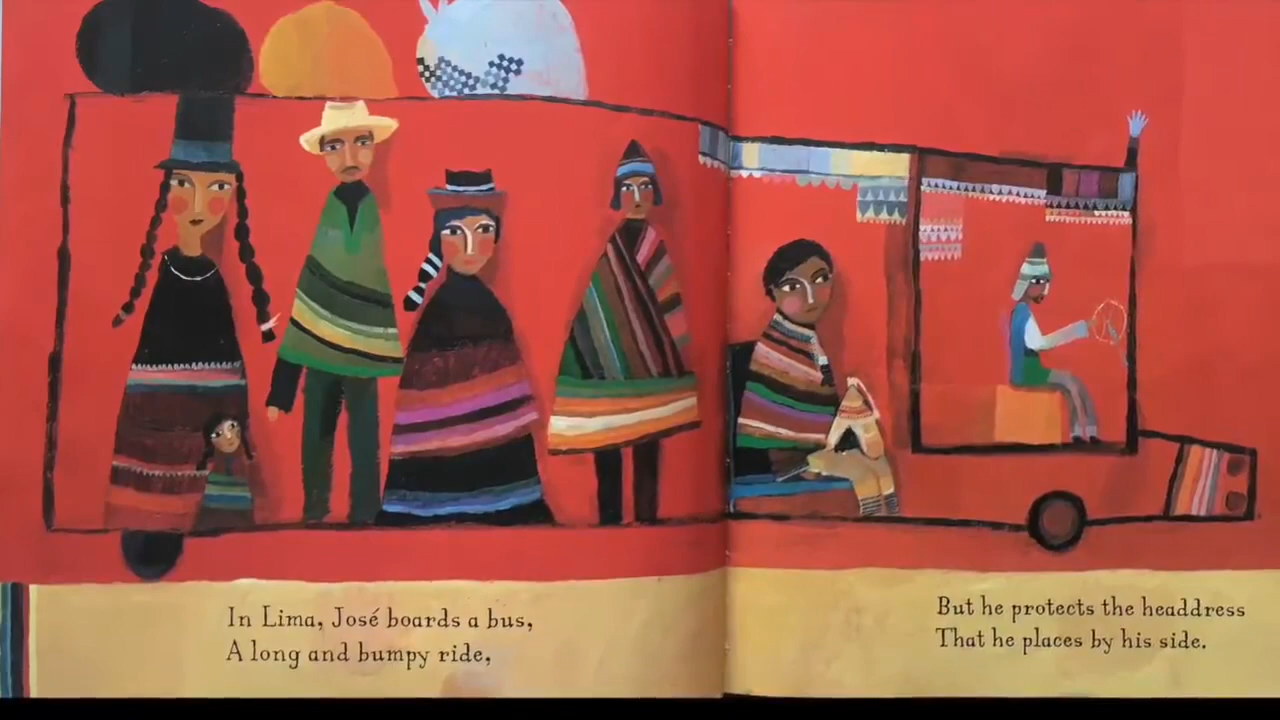 In Lima, José boards a bus,
A long and bumpy ride,
But he protects the headdress
That he places by his side.